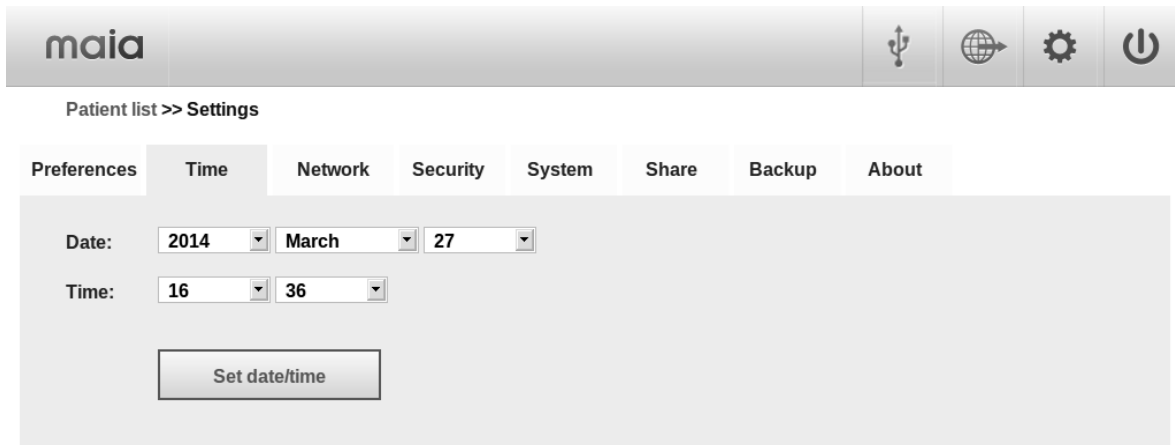 maia
Patient list >> Settings
Preferences Time Network Security System Share Backup About
Date: 2014 March 27
Time: 16 36
Set date/time